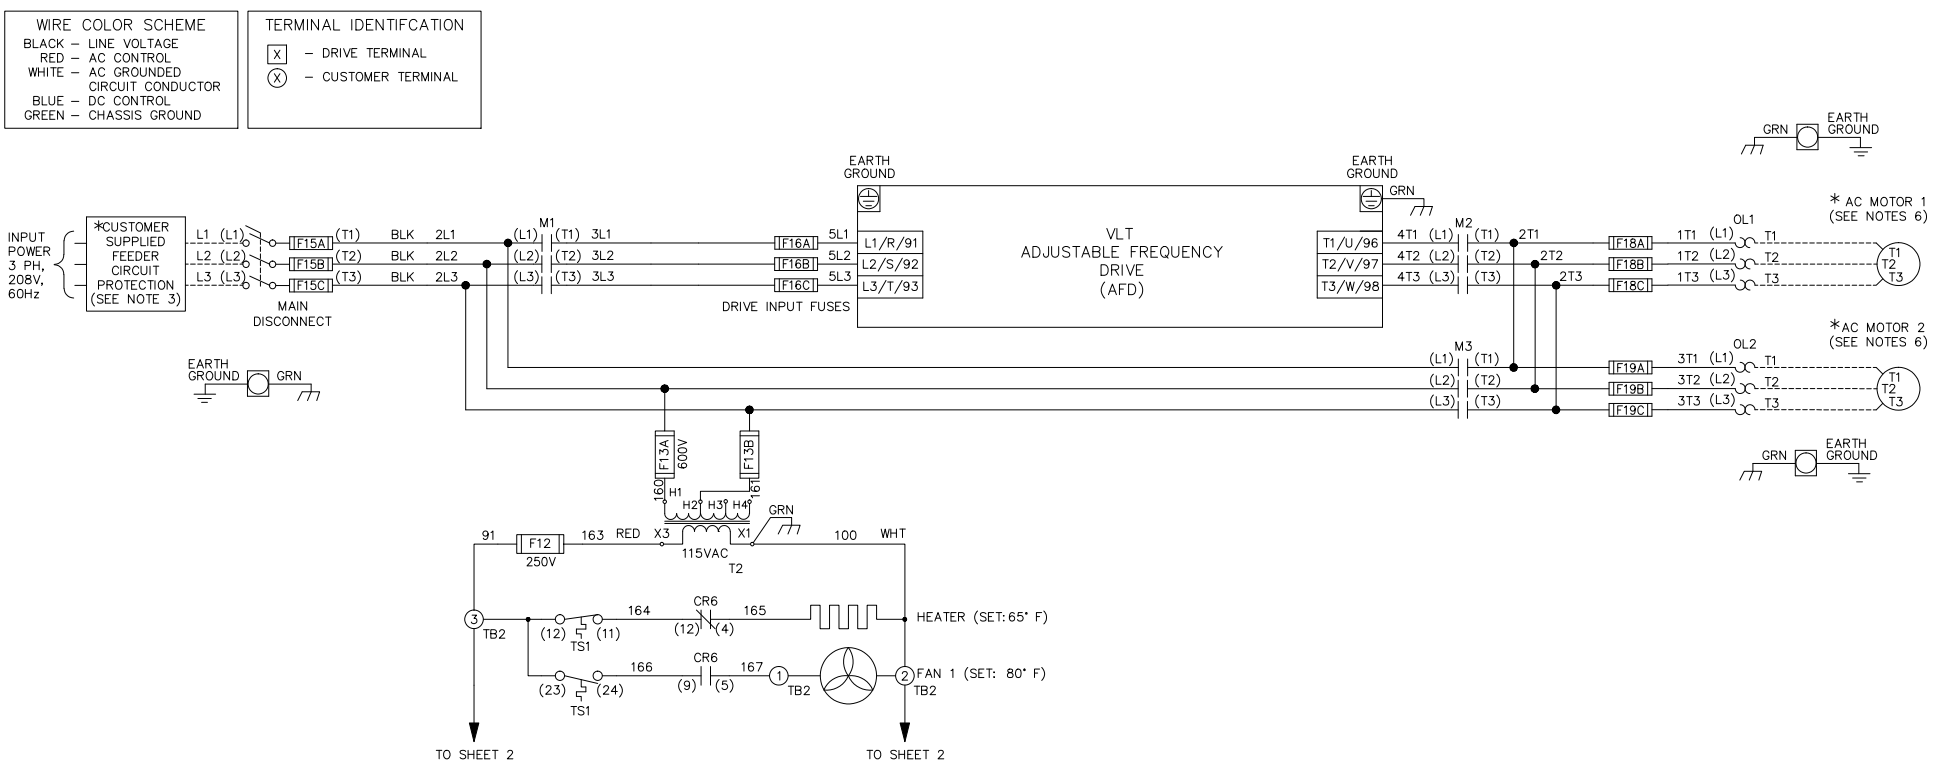 WIRE COLOR SCHEME
BLACK – LINE VOLTAGE
RED – AC CONTROL
WHITE – AC GROUNDED
CIRCUIT CONDUCTOR
BLUE – DC CONTROL
GREEN – CHASSIS GROUND
TERMINAL IDENTIFCATION
X – DRIVE TERMINAL
X – CUSTOMER TERMINAL
INPUT
POWER
3 PH,
208V,
60Hz
*CUSTOMER
SUPPLIED
FEEDER
CIRCUIT
PROTECTION
(SEE NOTE 3)
L1 (L1) F15A (T1) BLK 2L1 (L1) M1 (T1) 3L1 F16A 5L1 L1/R/91
L2 (L2) F15B (T2) BLK 2L2 (L2) (T2) 3L2 F16B 5L2 L2/S/92
L3 (L3) F15C (T3) BLK 2L3 (L3) (T3) 3L3 F16C 5L3 L3/T/93
MAIN
DISCONNECT
DRIVE INPUT FUSES
EARTH
GROUND
VLT
ADJUSTABLE FREQUENCY
DRIVE
(AFD)
EARTH
GROUND
GRN
T1/U/96 4T1 (L1) M2 (T1) 2T1 F18A 1T1 (L1) OL1 T1
T2/V/97 4T2 (L2) (T2) 2T2 F18B 1T2 (L2) T2
T3/W/98 4T3 (L3) (T3) 2T3 F18C 1T3 (L3) T3
GRN
EARTH
GROUND
* AC MOTOR 1
(SEE NOTES 6)
T1
T2
T3
(L1) M3 (T1) F19A 3T1 (L1) OL2 T1
(L2) (T2) F19B 3T2 (L2) T2
(L3) (T3) F19C 3T3 (L3) T3
*AC MOTOR 2
(SEE NOTES 6)
T1
T2
T3
GRN
EARTH
GROUND
EARTH
GROUND
GRN
F13A
600V
F13B
160
H1
H2
H3
H4
161
GRN
91 F12 163 RED X3 X1 100 WHT
250V
115VAC
T2
3
TB2
(12) (11)
TS1
164
CR6
(12) (4)
165
HEATER (SET:65° F)
(23) (24)
TS1
166
CR6
(9) (5)
167
1
TB2
2
TB2
FAN 1 (SET: 80° F)
TO SHEET 2
TO SHEET 2